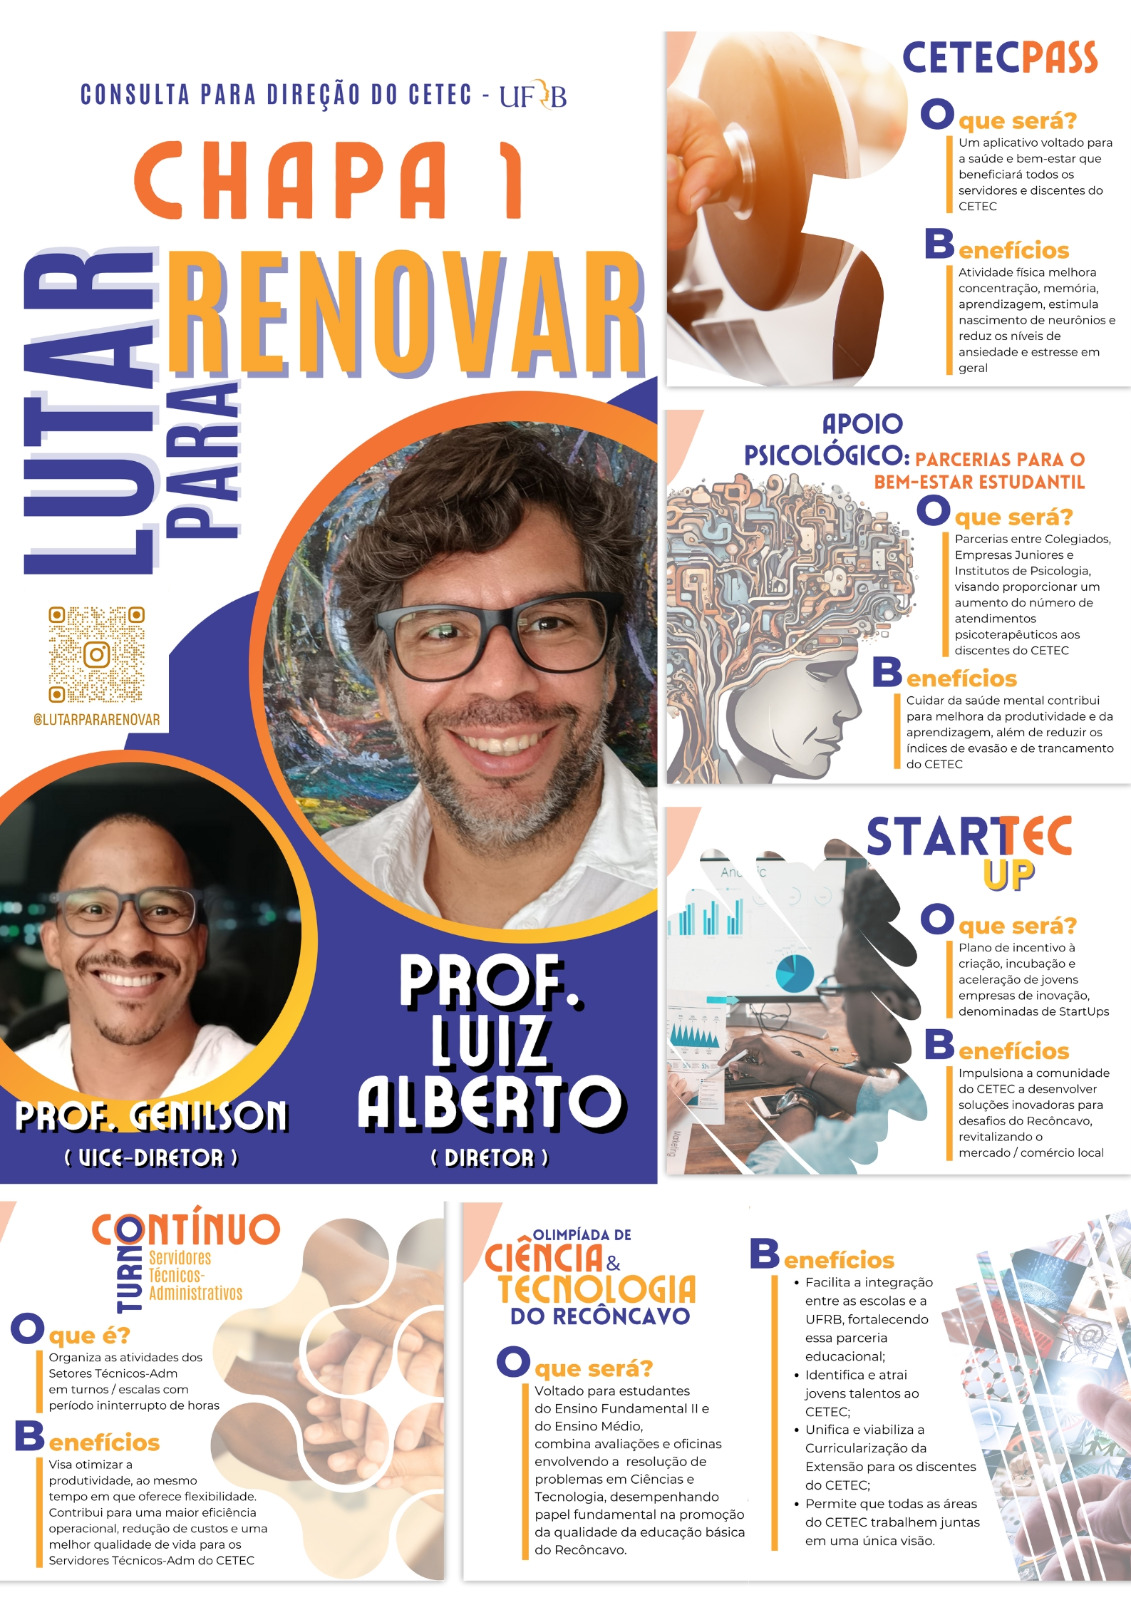 CONSULTA PARA DIREÇÃO DO CETEC - UFRB
CHAPA 1
LUTAR
PARA
RENOVAR
@LUTARPARARENOVAR
PROF. GENILSON
( VICE-DIRETOR )
PROF.
LUIZ
ALBERTO
( DIRETOR )
CETECPASS
O que será?
Um aplicativo voltado para
a saúde e bem-estar que
beneficiará todos os
servidores e discentes do
CETEC
Benefícios
Atividade física melhora
concentração, memória,
aprendizagem, estimula
nascimento de neurônios e
reduz os níveis de
ansiedade e estresse em
geral
APOIO
PSICOLÓGICO: PARCERIAS PARA O
BEM-ESTAR ESTUDANTIL
O que será?
Parcerias entre Colegiados,
Empresas Juniores e
Institutos de Psicologia,
visando proporcionar um
aumento do número de
atendimentos
psicoterapêuticos aos
discentes do CETEC
Benefícios
Cuidar da saúde mental contribui
para melhora da produtividade e da
aprendizagem, além de reduzir os
índices de evasão e de trancamento
do CETEC
STARTTEC
UP
O que será?
Plano de incentivo à
criação, incubação e
aceleração de jovens
empresas de inovação,
denominadas de StartUps
Benefícios
Impulsiona a comunidade
do CETEC a desenvolver
soluções inovadoras para
desafios do Recôncavo,
revitalizando o
mercado / comércio local
Marketing
TURNO CONTÍNUO
Servidores
Técnicos-
Administrativos
O que é?
Organiza as atividades dos
Setores Técnicos-Adm
em turnos / escalas com
período ininterrupto de horas
Benefícios
Visa otimizar a
produtividade, ao mesmo
tempo em que oferece flexibilidade.
Contribui para uma maior eficiência
operacional, redução de custos e uma
melhor qualidade de vida para os
Servidores Técnicos-Adm do CETEC
OLIMPÍADA DE
CIÊNCIA &
TECNOLOGIA
DO RECÔNCAVO
O que será?
Voltado para estudantes
do Ensino Fundamental II e
do Ensino Médio,
combina avaliações e oficinas
envolvendo a resolução de
problemas em Ciências e
Tecnologia, desempenhando
papel fundamental na promoção
da qualidade da educação básica
do Recôncavo.
Benefícios
• Facilita a integração
entre as escolas e a
UFRB, fortalecendo
essa parceria
educacional;
• Identifica e atrai
jovens talentos ao
CETEC;
• Unifica e viabiliza a
Curricularização da
Extensão para os discentes
do CETEC;
• Permite que todas as áreas
do CETEC trabalhem juntas
em uma única visão.